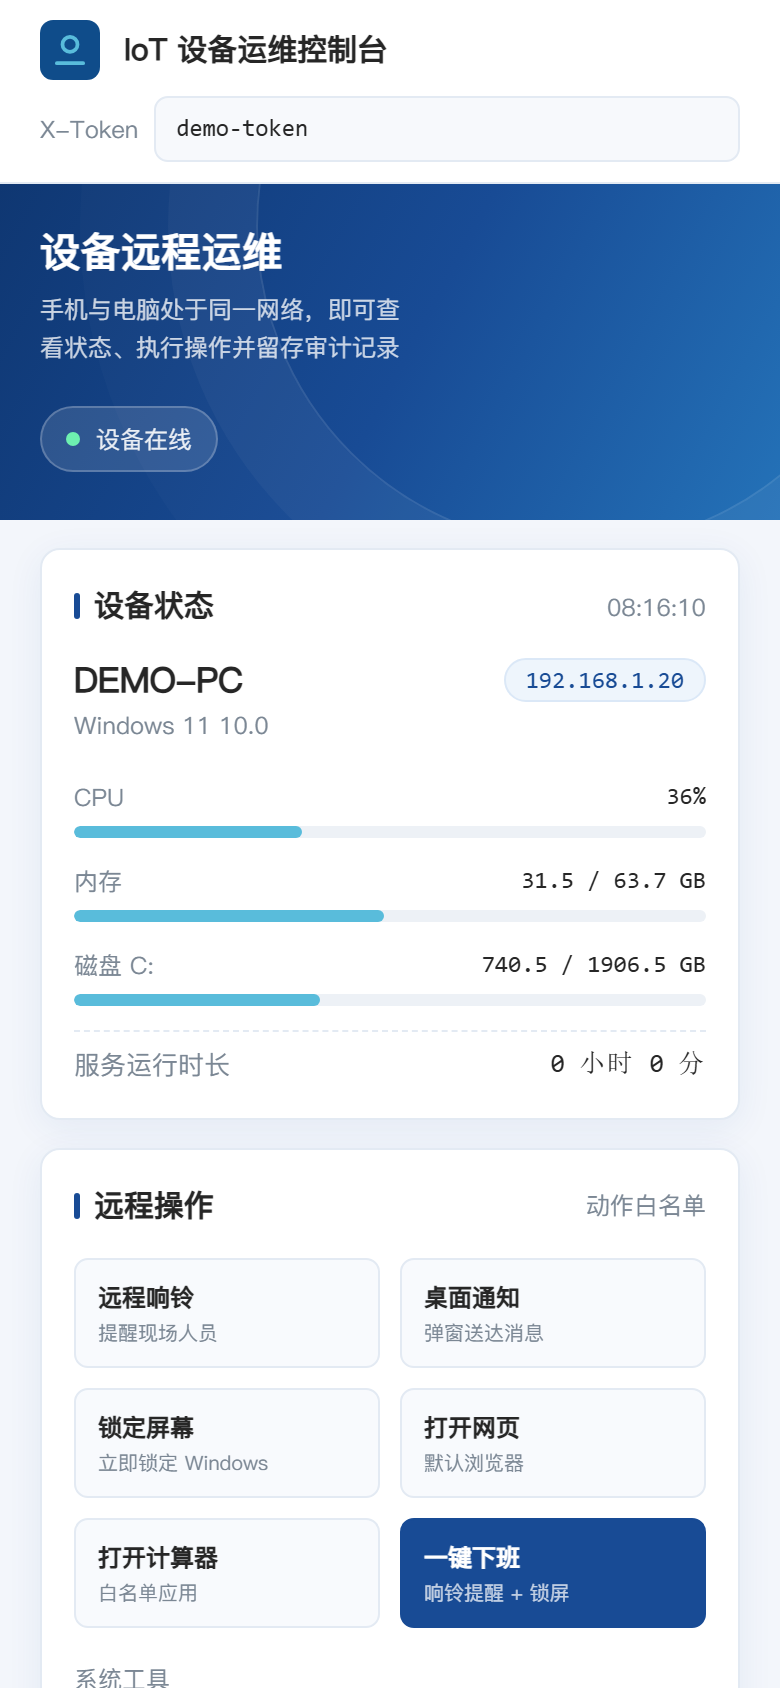 IoT 设备运维控制台
X-Token demo-token
设备远程运维
手机与电脑处于同一网络，即可查
看状态、执行操作并留存审计记录
设备在线
设备状态 08:16:10
DEMO-PC 192.168.1.20
Windows 11 10.0
CPU 36%
内存 31.5 / 63.7 GB
磁盘 C: 740.5 / 1906.5 GB
服务运行时长 0 小时 0 分
远程操作 动作白名单
远程响铃 桌面通知
提醒现场人员 弹窗送达消息
锁定屏幕 打开网页
立即锁定 Windows 默认浏览器
打开计算器 一键下班
白名单应用 响铃提醒 + 锁屏
系统工具